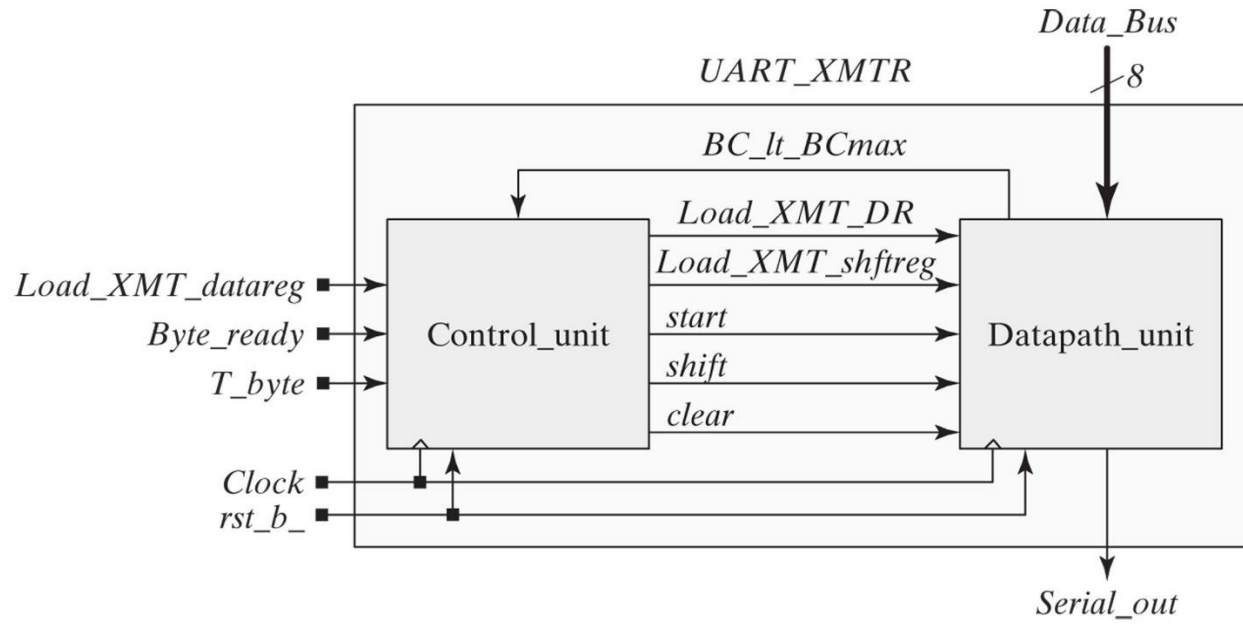 Data_Bus
UART_XMTR
8
BC_lt_BCmax
Load_XMT_DR
Load_XMT_datareg
Load_XMT_shftreg
Byte_ready
Control_unit
start
Datapath_unit
T_byte
shift
clear
Clock
rst_b_
Serial_out